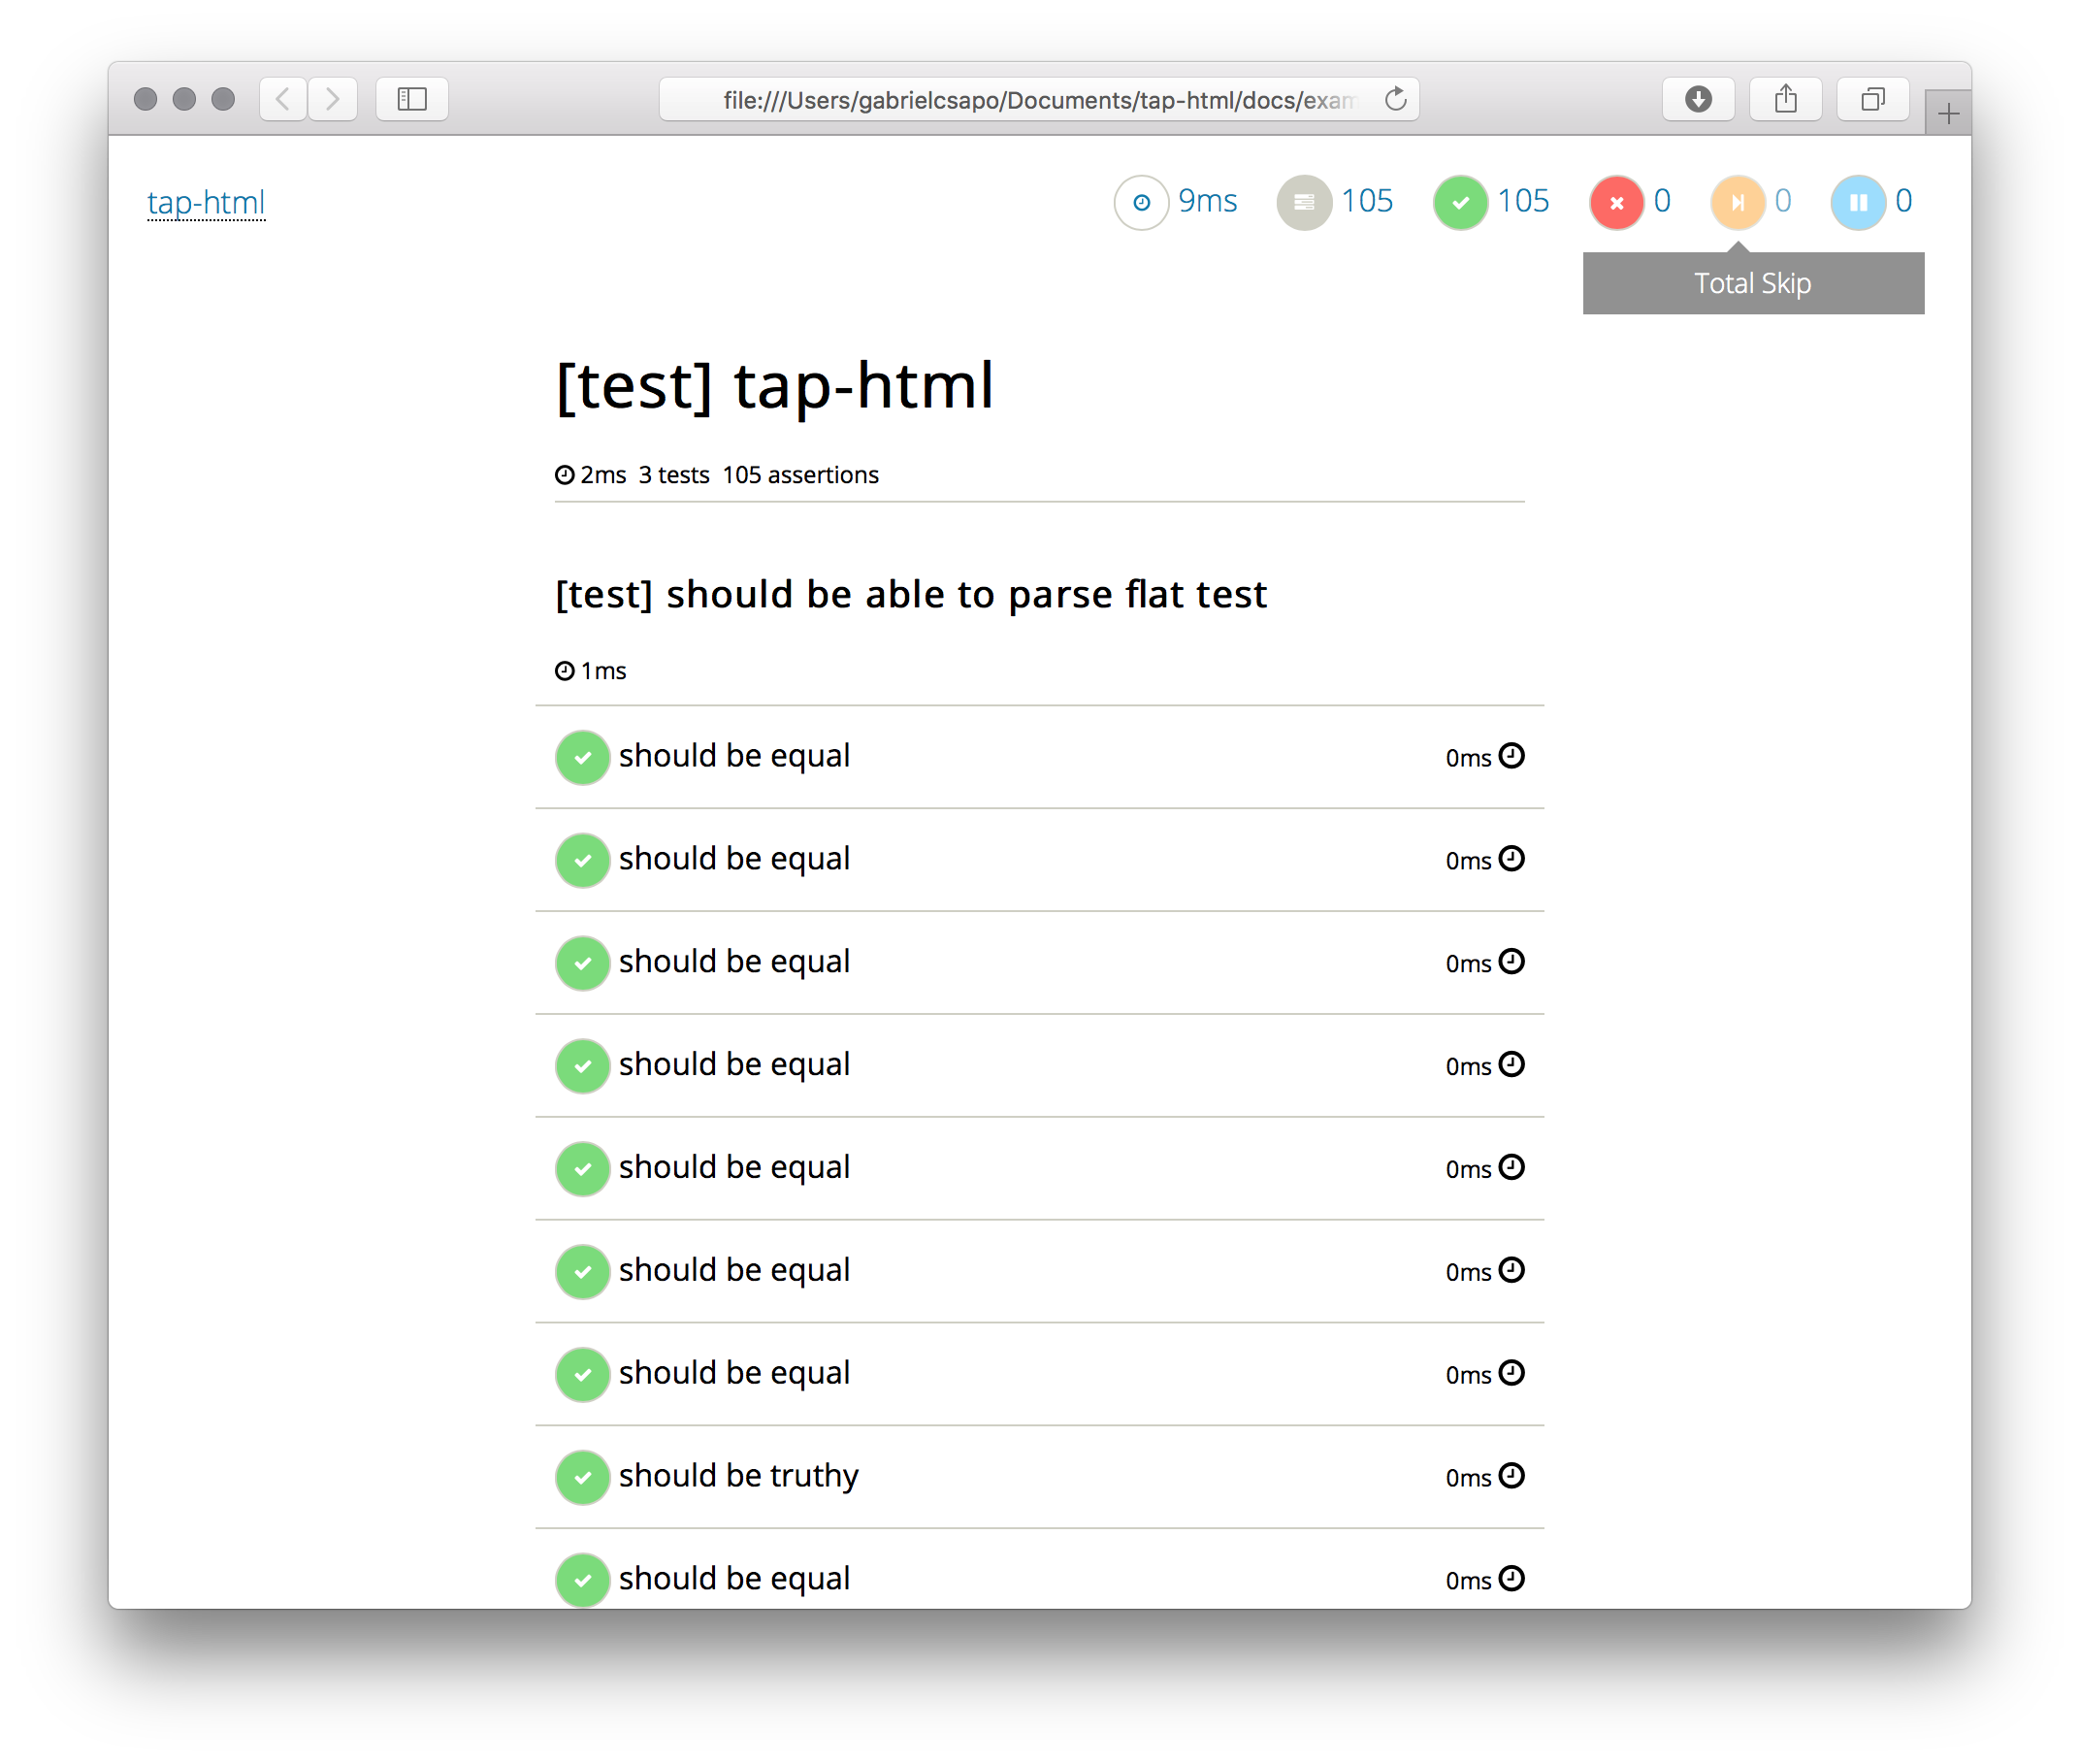 file:///Users/gabrielcsapo/Documents/tap-html/docs/exam
tap-html 9ms 105 105 0 0 0
Total Skip
[test] tap-html
2ms 3 tests 105 assertions
[test] should be able to parse flat test
1ms
should be equal 0ms
should be equal 0ms
should be equal 0ms
should be equal 0ms
should be equal 0ms
should be equal 0ms
should be equal 0ms
should be truthy 0ms
should be equal 0ms